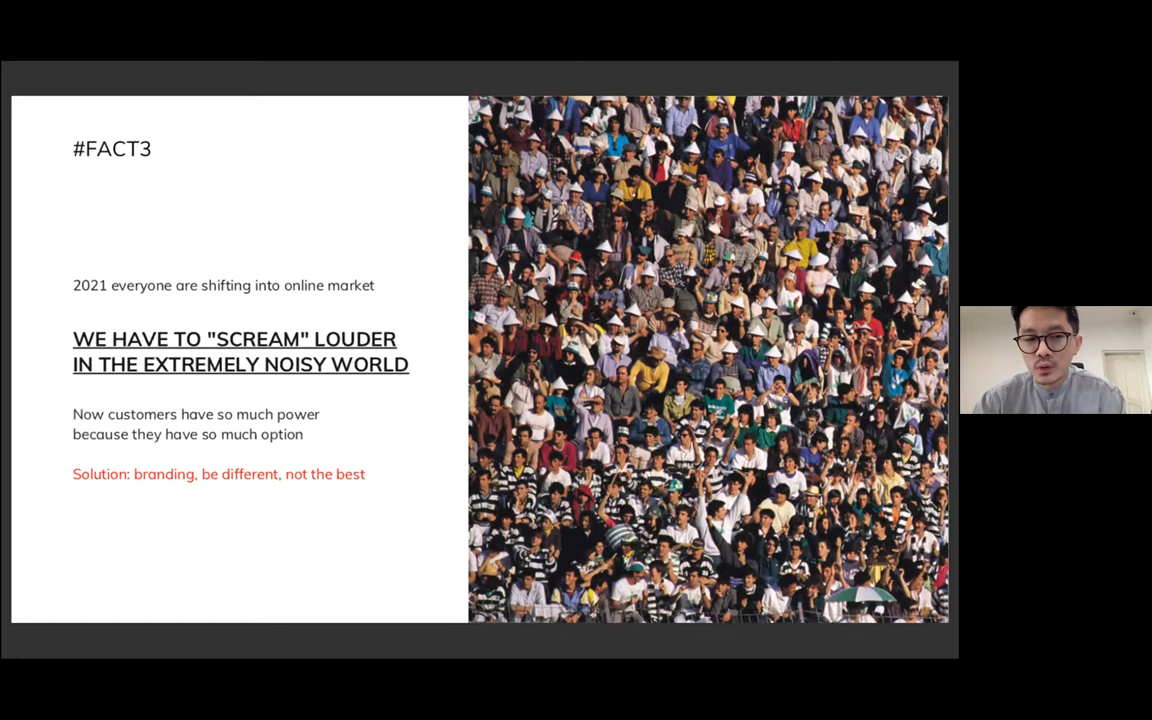 #FACT3
2021 everyone are shifting into online market
WE HAVE TO "SCREAM" LOUDER
IN THE EXTREMELY NOISY WORLD
Now customers have so much power
because they have so much option
Solution: branding, be different, not the best